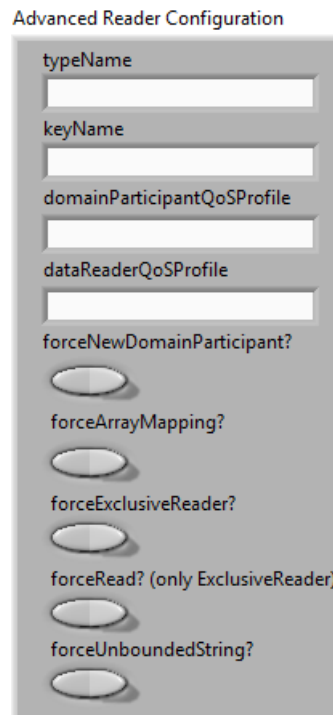 Advanced Reader Configuration
typeName
keyName
domainParticipantQoSProfile
dataReaderQoSProfile
forceNewDomainParticipant?
forceArrayMapping?
forceExclusiveReader?
forceRead? (only ExclusiveReader)
forceUnboundedString?